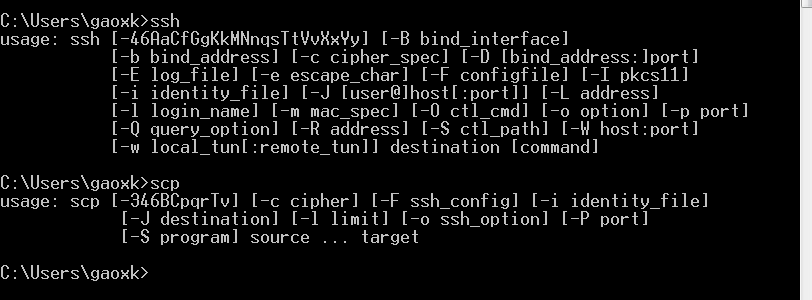 C:\Users\gaoxk>ssh
usage: ssh [-46AaCfGgKkMNnqsTtVvXxYy] [-B bind_interface]
           [-b bind_address] [-c cipher_spec] [-D [bind_address:]port]
           [-E log_file] [-e escape_char] [-F configfile] [-I pkcs11]
           [-i identity_file] [-J [user@]host[:port]] [-L address]
           [-l login_name] [-m mac_spec] [-O ctl_cmd] [-o option] [-p port]
           [-Q query_option] [-R address] [-S ctl_path] [-W host:port]
           [-w local_tun[:remote_tun]] destination [command]
C:\Users\gaoxk>scp
usage: scp [-346BCpqrTv] [-c cipher] [-F ssh_config] [-i identity_file]
            [-J destination] [-l limit] [-o ssh_option] [-P port]
            [-S program] source ... target
C:\Users\gaoxk>